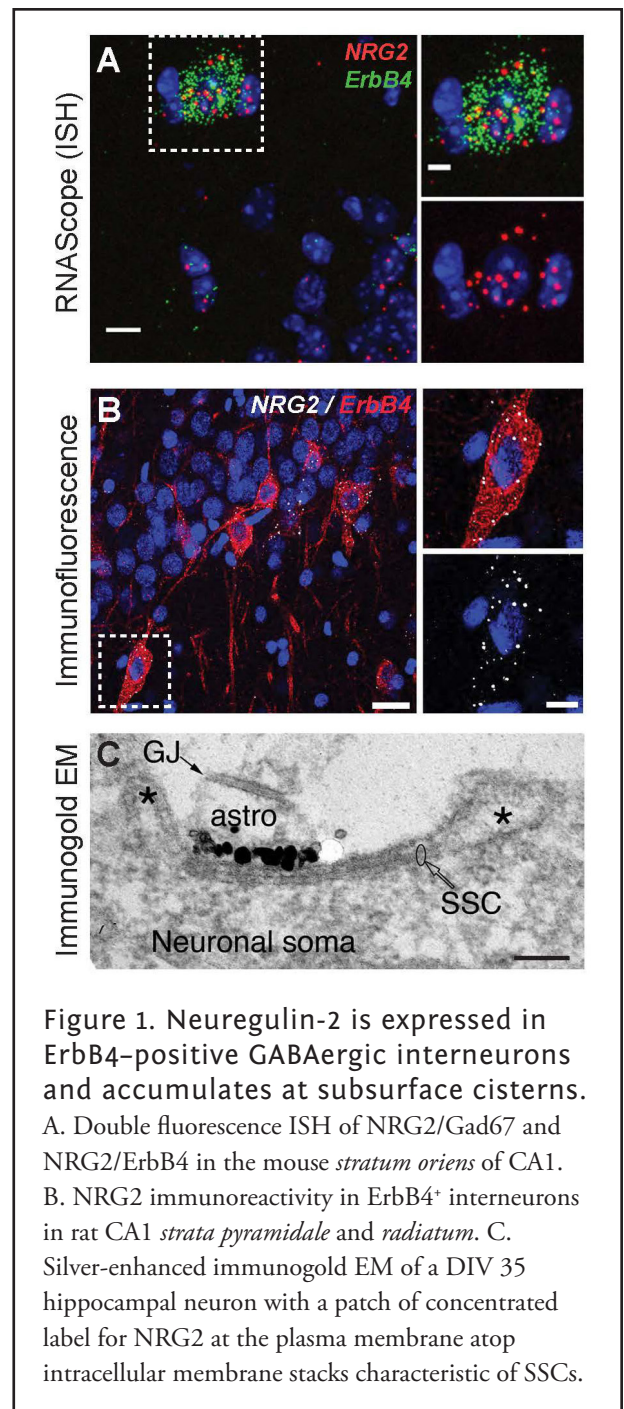 RNAScope (ISH)
A
NRG2
ErbB4
Immunofluorescence
B
NRG2 / ErbB4
Immunogold EM
C
GJ
*
astro
*
SSC
Neuronal soma
Figure 1. Neuregulin-2 is expressed in
ErbB4–positive GABAergic interneurons
and accumulates at subsurface cisterns.
A. Double fluorescence ISH of NRG2/Gad67 and
NRG2/ErbB4 in the mouse stratum oriens of CA1.
B. NRG2 immunoreactivity in ErbB4⁺ interneurons
in rat CA1 strata pyramidale and radiatum. C.
Silver-enhanced immunogold EM of a DIV 35
hippocampal neuron with a patch of concentrated
label for NRG2 at the plasma membrane atop
intracellular membrane stacks characteristic of SSCs.